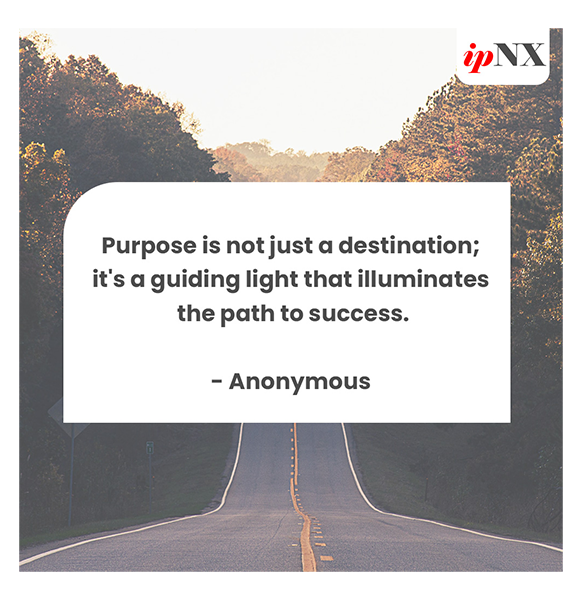 ipNX
Purpose is not just a destination;
it's a guiding light that illuminates
the path to success.
- Anonymous